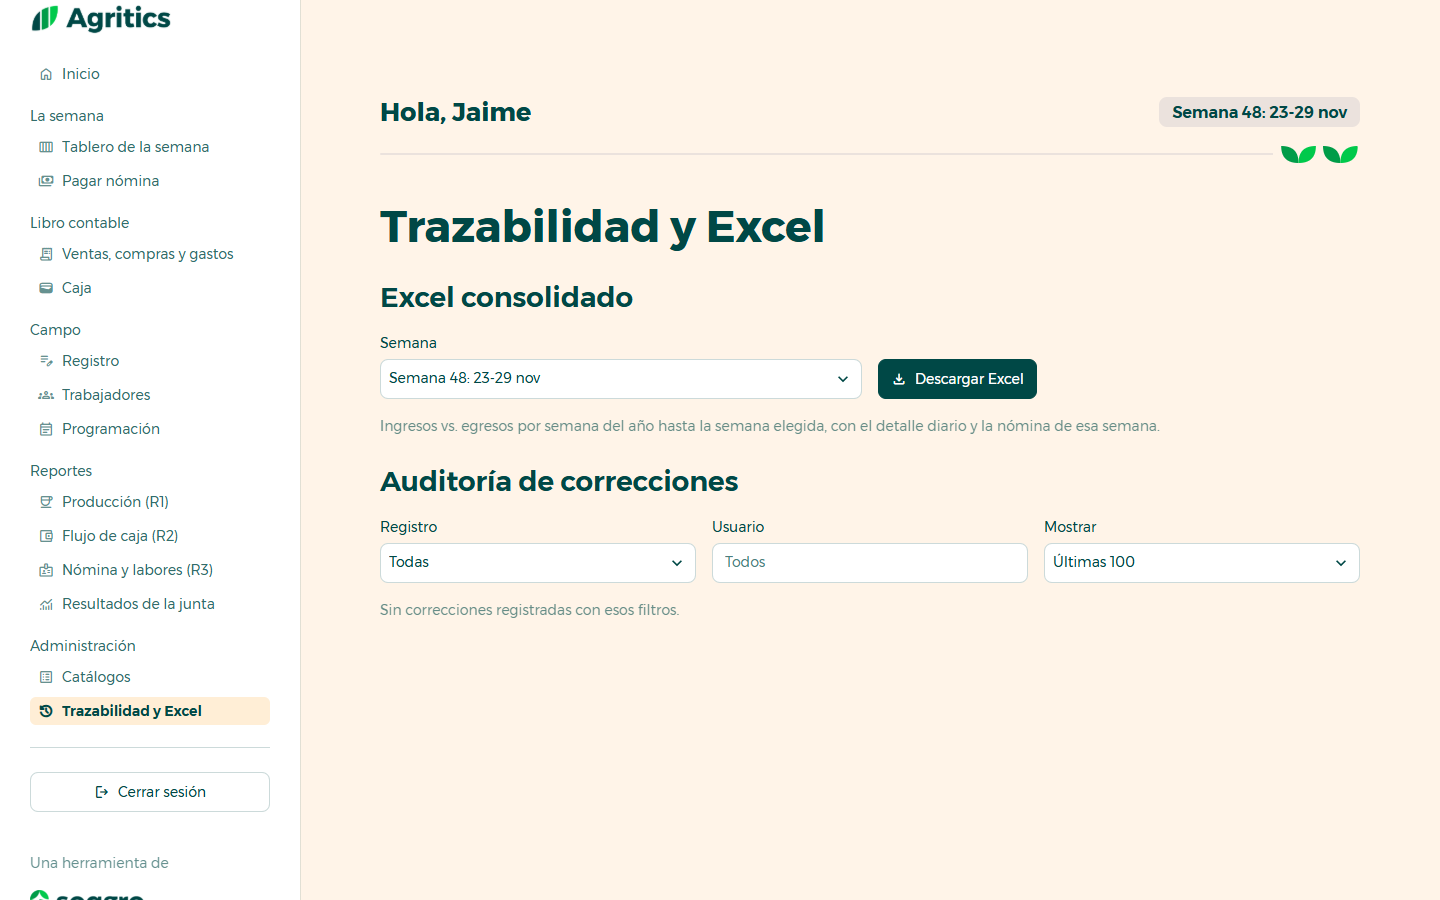 Agritics
Inicio
La semana
Tablero de la semana
Pagar nómina
Libro contable
Ventas, compras y gastos
Caja
Campo
Registro
Trabajadores
Programación
Reportes
Producción (R1)
Flujo de caja (R2)
Nómina y labores (R3)
Resultados de la junta
Administración
Catálogos
Trazabilidad y Excel
Cerrar sesión
Una herramienta de
Hola, Jaime
Semana 48: 23-29 nov
Trazabilidad y Excel
Excel consolidado
Semana
Semana 48: 23-29 nov
Descargar Excel
Ingresos vs. egresos por semana del año hasta la semana elegida, con el detalle diario y la nómina de esa semana.
Auditoría de correcciones
Registro Usuario Mostrar
Todas Todos Últimas 100
Sin correcciones registradas con esos filtros.